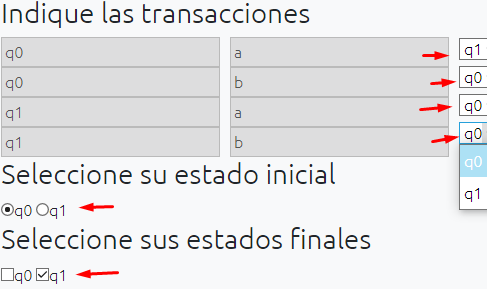 Indique las transacciones
q0 a q1
q0 b q0
q1 a q0
q1 b q0
q0
q1
Seleccione su estado inicial
q0 q1
Seleccione sus estados finales
q0 q1